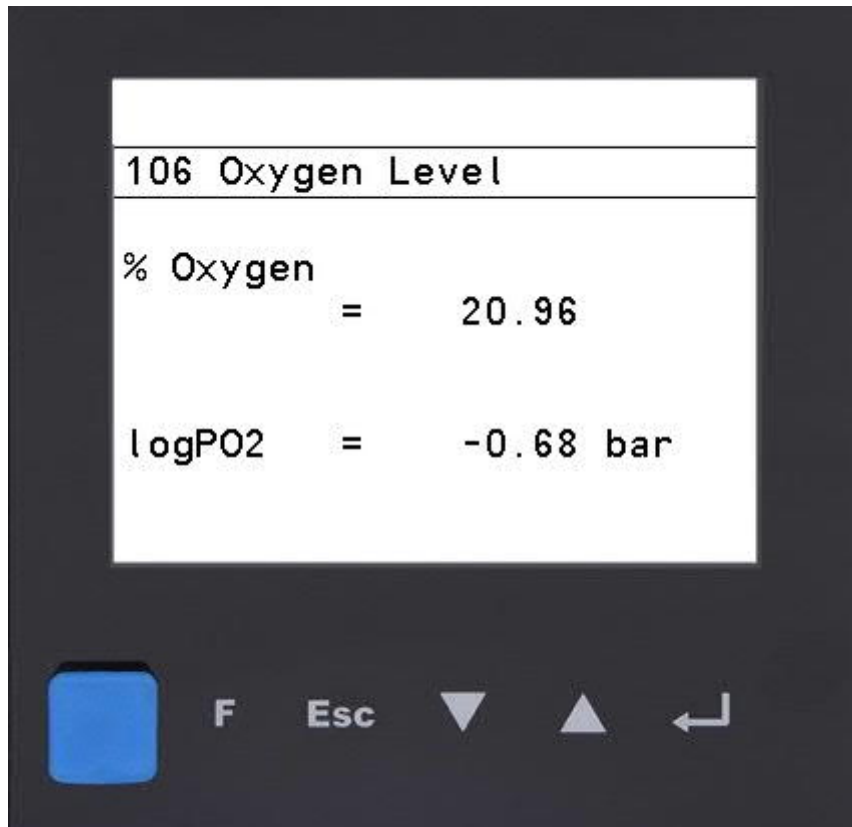 106 Oxygen Level
% Oxygen
= 20.96
logPO2 = -0.68 bar
F Esc